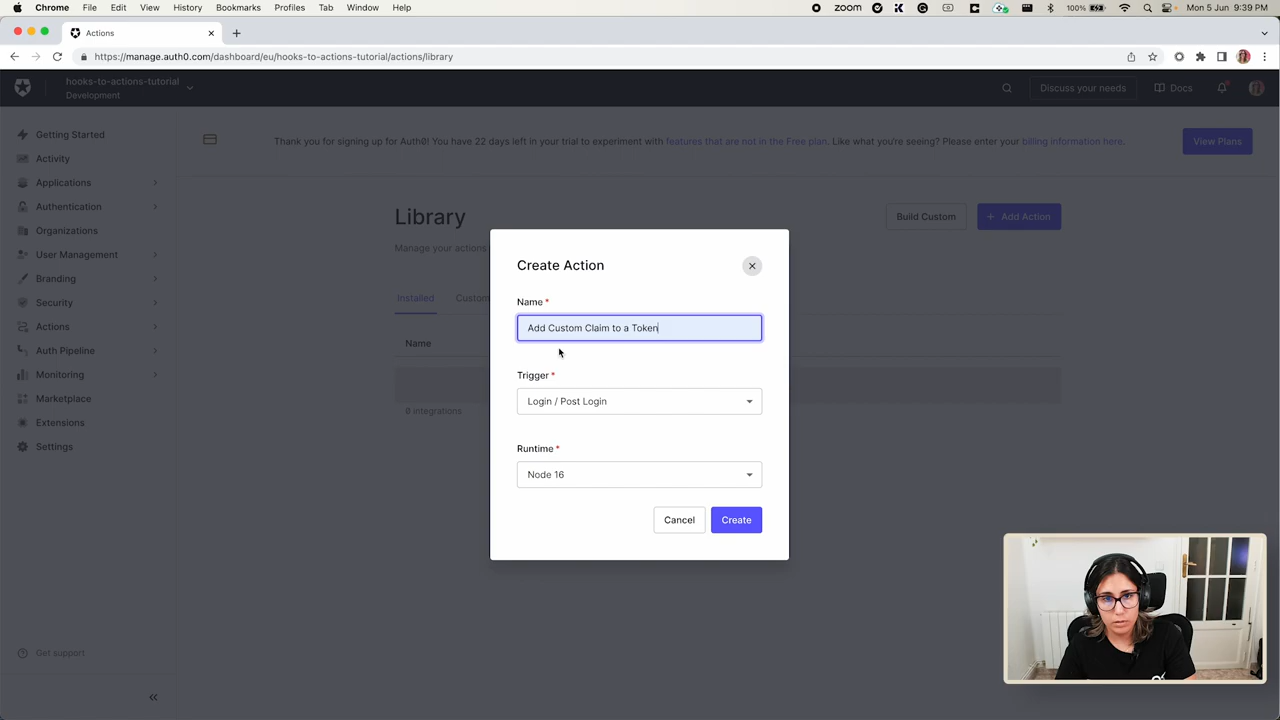 Chrome File Edit View History Bookmarks Profiles Tab Window Help zoom 100% Mon 5 Jun 9:39 PM
Actions
https://manage.auth0.com/dashboard/eu/hooks-to-actions-tutorial/actions/library
hooks-to-actions-tutorial
Development
Discuss your needs
Docs
Getting Started
Activity
Applications
Authentication
Organizations
User Management
Branding
Security
Actions
Auth Pipeline
Monitoring
Marketplace
Extensions
Settings
Get support
Thank you for signing up for Auth0! You have 22 days left in your trial to experiment with features that are not in the Free plan. Like what you're seeing? Please enter your billing information here.
View Plans
Library
Build Custom
+ Add Action
Manage your actions
Installed Custom
Name
0 integrations
Create Action
Name *
Add Custom Claim to a Token
Trigger *
Login / Post Login
Runtime *
Node 16
Cancel
Create